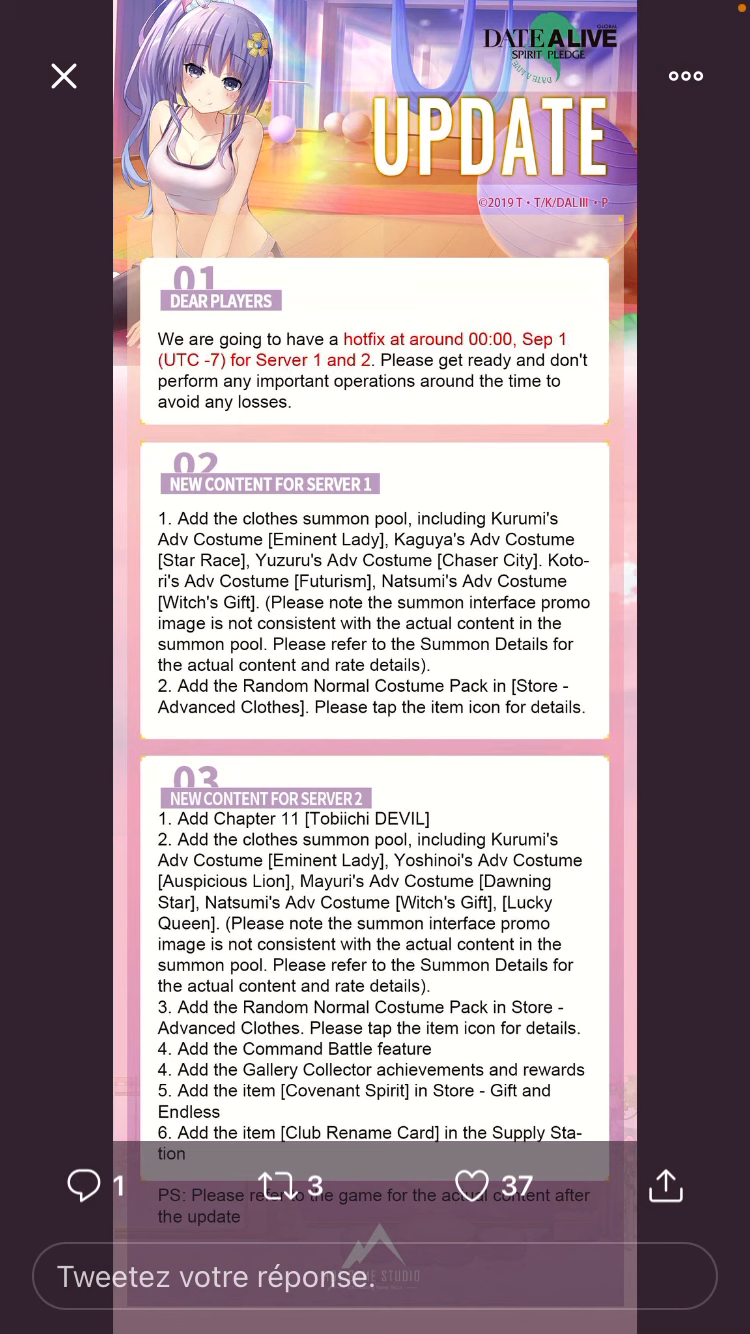 GLOBAL
DATE A LIVE
SPIRIT PLEDGE
UPDATE
©2019 T・T/K/DALIII・P
01
DEAR PLAYERS
We are going to have a hotfix at around 00:00, Sep 1
(UTC -7) for Server 1 and 2. Please get ready and don't
perform any important operations around the time to
avoid any losses.
02
NEW CONTENT FOR SERVER 1
1. Add the clothes summon pool, including Kurumi's
Adv Costume [Eminent Lady], Kaguya's Adv Costume
[Star Race], Yuzuru's Adv Costume [Chaser City]. Koto-
ri's Adv Costume [Futurism], Natsumi's Adv Costume
[Witch's Gift]. (Please note the summon interface promo
image is not consistent with the actual content in the
summon pool. Please refer to the Summon Details for
the actual content and rate details).
2. Add the Random Normal Costume Pack in [Store -
Advanced Clothes]. Please tap the item icon for details.
03
NEW CONTENT FOR SERVER 2
1. Add Chapter 11 [Tobiichi DEVIL]
2. Add the clothes summon pool, including Kurumi's
Adv Costume [Eminent Lady], Yoshinoi's Adv Costume
[Auspicious Lion], Mayuri's Adv Costume [Dawning
Star], Natsumi's Adv Costume [Witch's Gift], [Lucky
Queen]. (Please note the summon interface promo
image is not consistent with the actual content in the
summon pool. Please refer to the Summon Details for
the actual content and rate details).
3. Add the Random Normal Costume Pack in Store -
Advanced Clothes. Please tap the item icon for details.
4. Add the Command Battle feature
4. Add the Gallery Collector achievements and rewards
5. Add the item [Covenant Spirit] in Store - Gift and
Endless
6. Add the item [Club Rename Card] in the Supply Sta-
tion
1 3 37
PS: Please refer to the game for the actual content after
the update
Tweetez votre réponse.
STUDIO